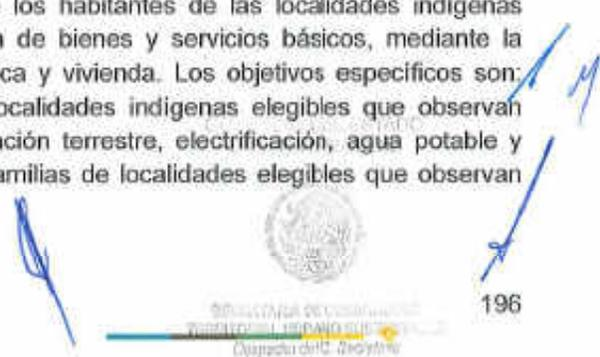 los habitantes de las localidades indígenas
de bienes y servicios básicos, mediante la
ca y vivienda. Los objetivos específicos son:
ocalidades indígenas elegibles que observan
ación terrestre, electrificación, agua potable y
amilias de localidades elegibles que observan
196